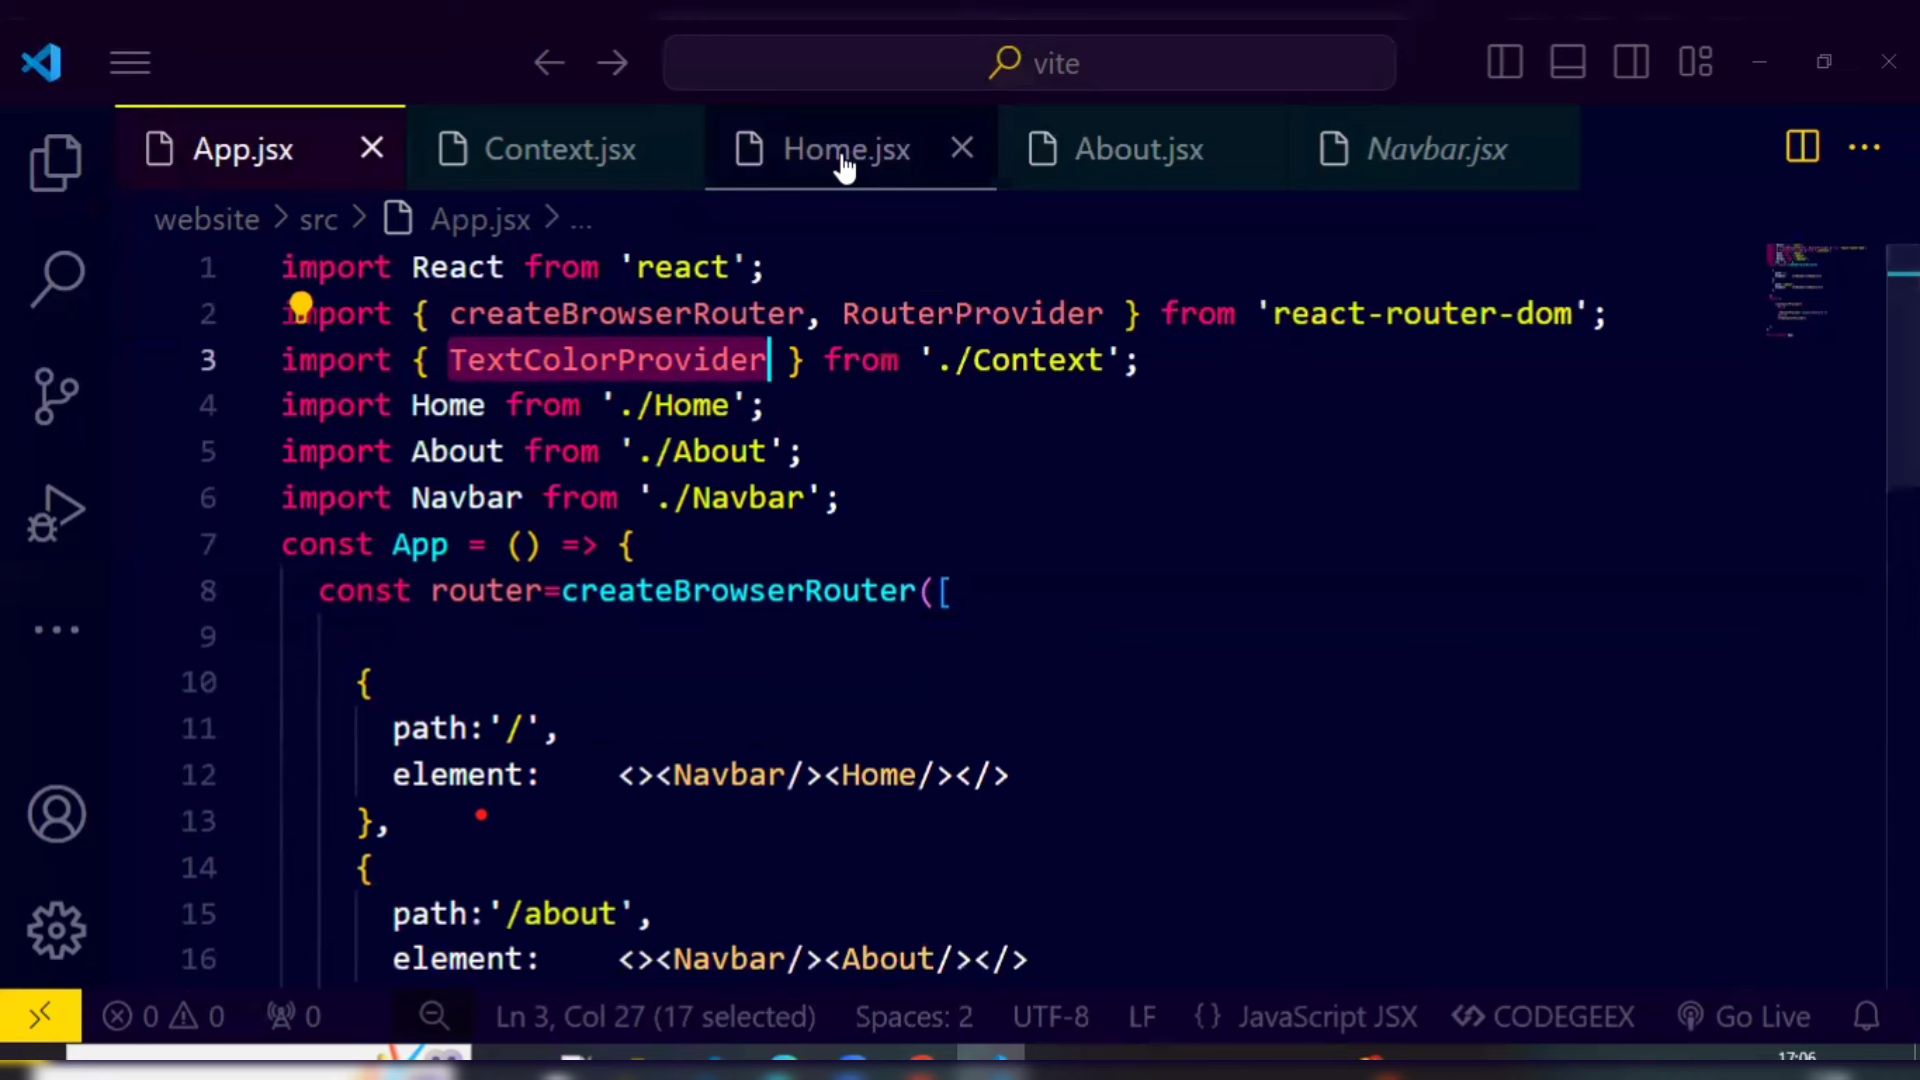 vite
App.jsx Context.jsx Home.jsx About.jsx Navbar.jsx
website > src > App.jsx > ...
1 import React from 'react';
2 import { createBrowserRouter, RouterProvider } from 'react-router-dom';
3 import { TextColorProvider } from './Context';
4 import Home from './Home';
5 import About from './About';
6 import Navbar from './Navbar';
7 const App = () => {
8 const router=createBrowserRouter([
9
10 {
11 path:'/',
12 element: <><Navbar/><Home/></>
13 },
14 {
15 path:'/about',
16 element: <><Navbar/><About/></>
0 0 0 Ln 3, Col 27 (17 selected) Spaces: 2 UTF-8 LF {} JavaScript JSX CODEGEEX Go Live
17:06